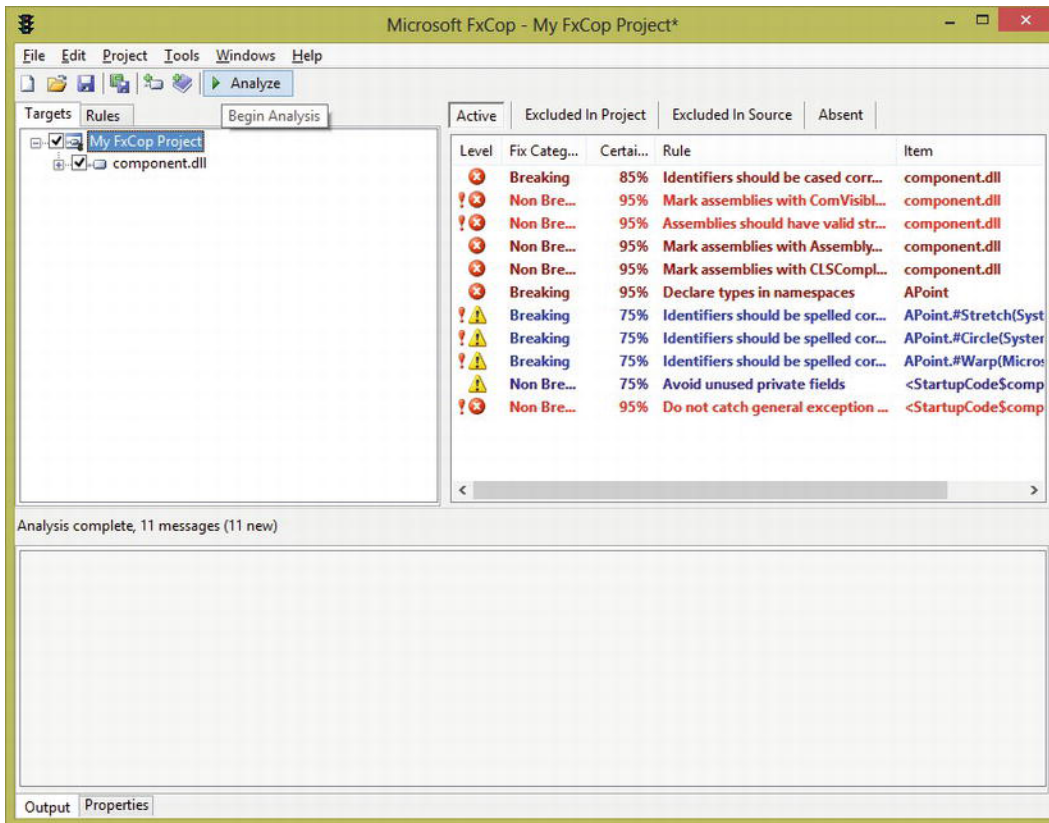 Microsoft FxCop - My FxCop Project*
File Edit Project Tools Windows Help
Analyze
Targets Rules
Begin Analysis
My FxCop Project
component.dll
Active Excluded In Project Excluded In Source Absent
Level Fix Categ... Certai... Rule Item
Breaking 85% Identifiers should be cased corr... component.dll
Non Bre... 95% Mark assemblies with ComVisibl... component.dll
Non Bre... 95% Assemblies should have valid str... component.dll
Non Bre... 95% Mark assemblies with Assembly... component.dll
Non Bre... 95% Mark assemblies with CLSCompl... component.dll
Breaking 95% Declare types in namespaces APoint
Breaking 75% Identifiers should be spelled cor... APoint.#Stretch(Syst
Breaking 75% Identifiers should be spelled cor... APoint.#Circle(System
Breaking 75% Identifiers should be spelled cor... APoint.#Warp(Micros
Non Bre... 75% Avoid unused private fields <StartupCode$comp
Non Bre... 95% Do not catch general exception ... <StartupCode$comp
Analysis complete, 11 messages (11 new)
Output Properties